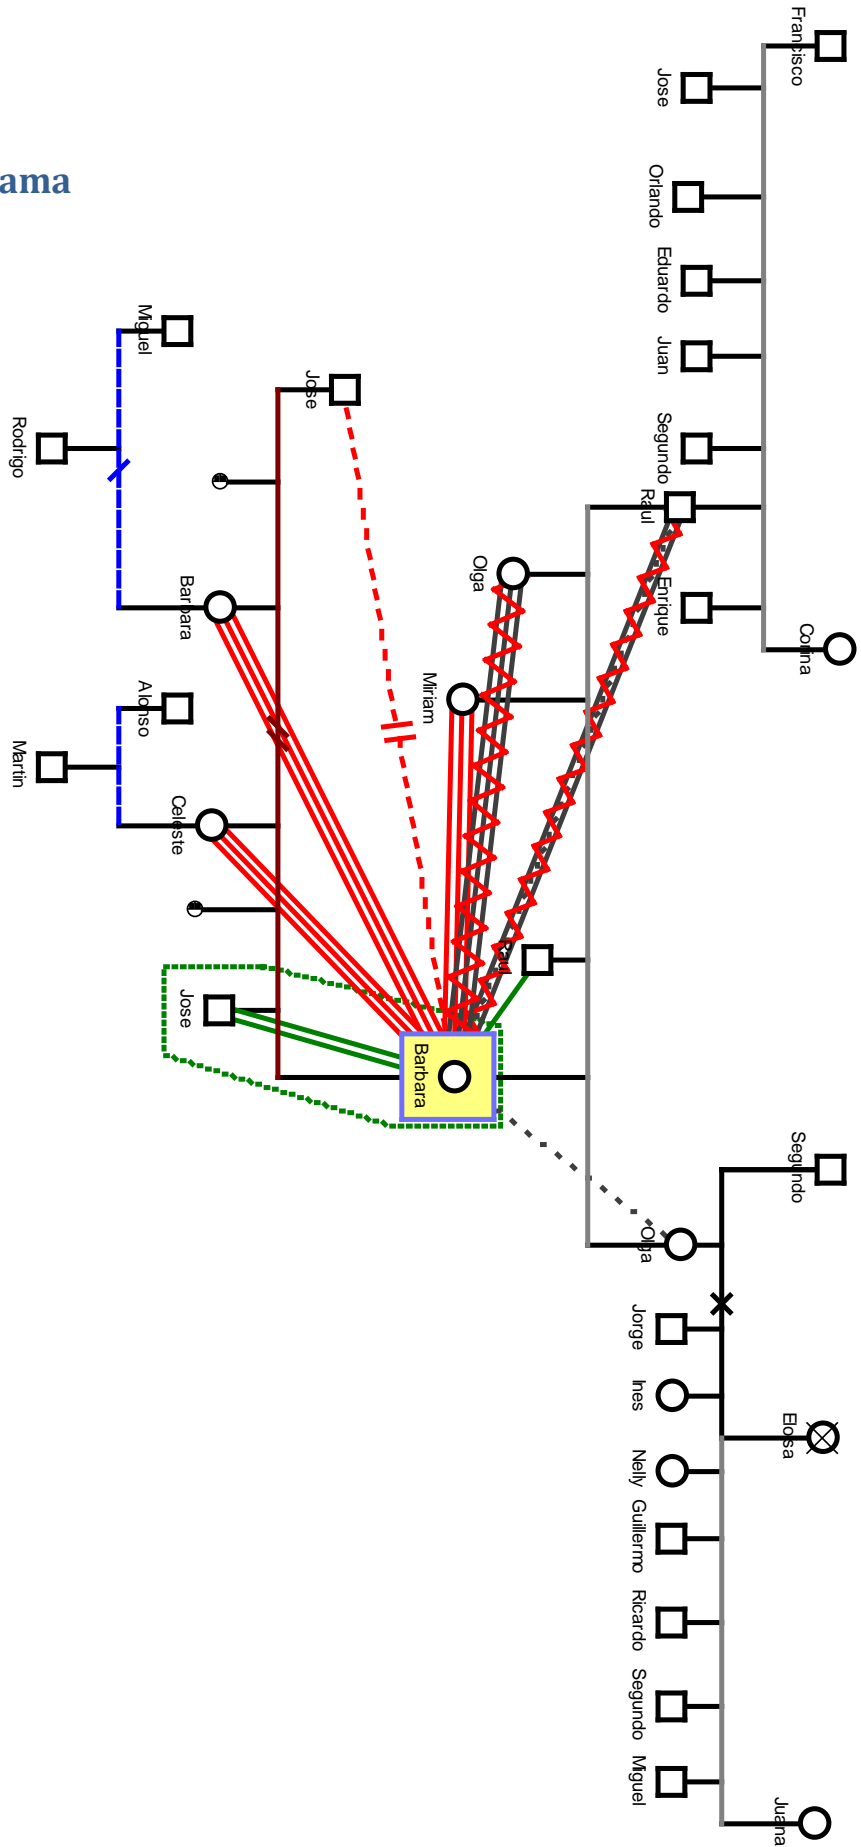 ama
Francisco
Jose
Orlando
Eduardo
Juan
Segundo
Raul
Enrique
Corina
Segundo
Olga
Jorge
Ines
Eloisa
Nelly
Guillermo
Ricardo
Segundo
Miguel
Juana
Olga
Miriam
Raul
Barbara
Jose
Barbara
Celeste
Jose
Miguel
Rodrigo
Alonso
Martin